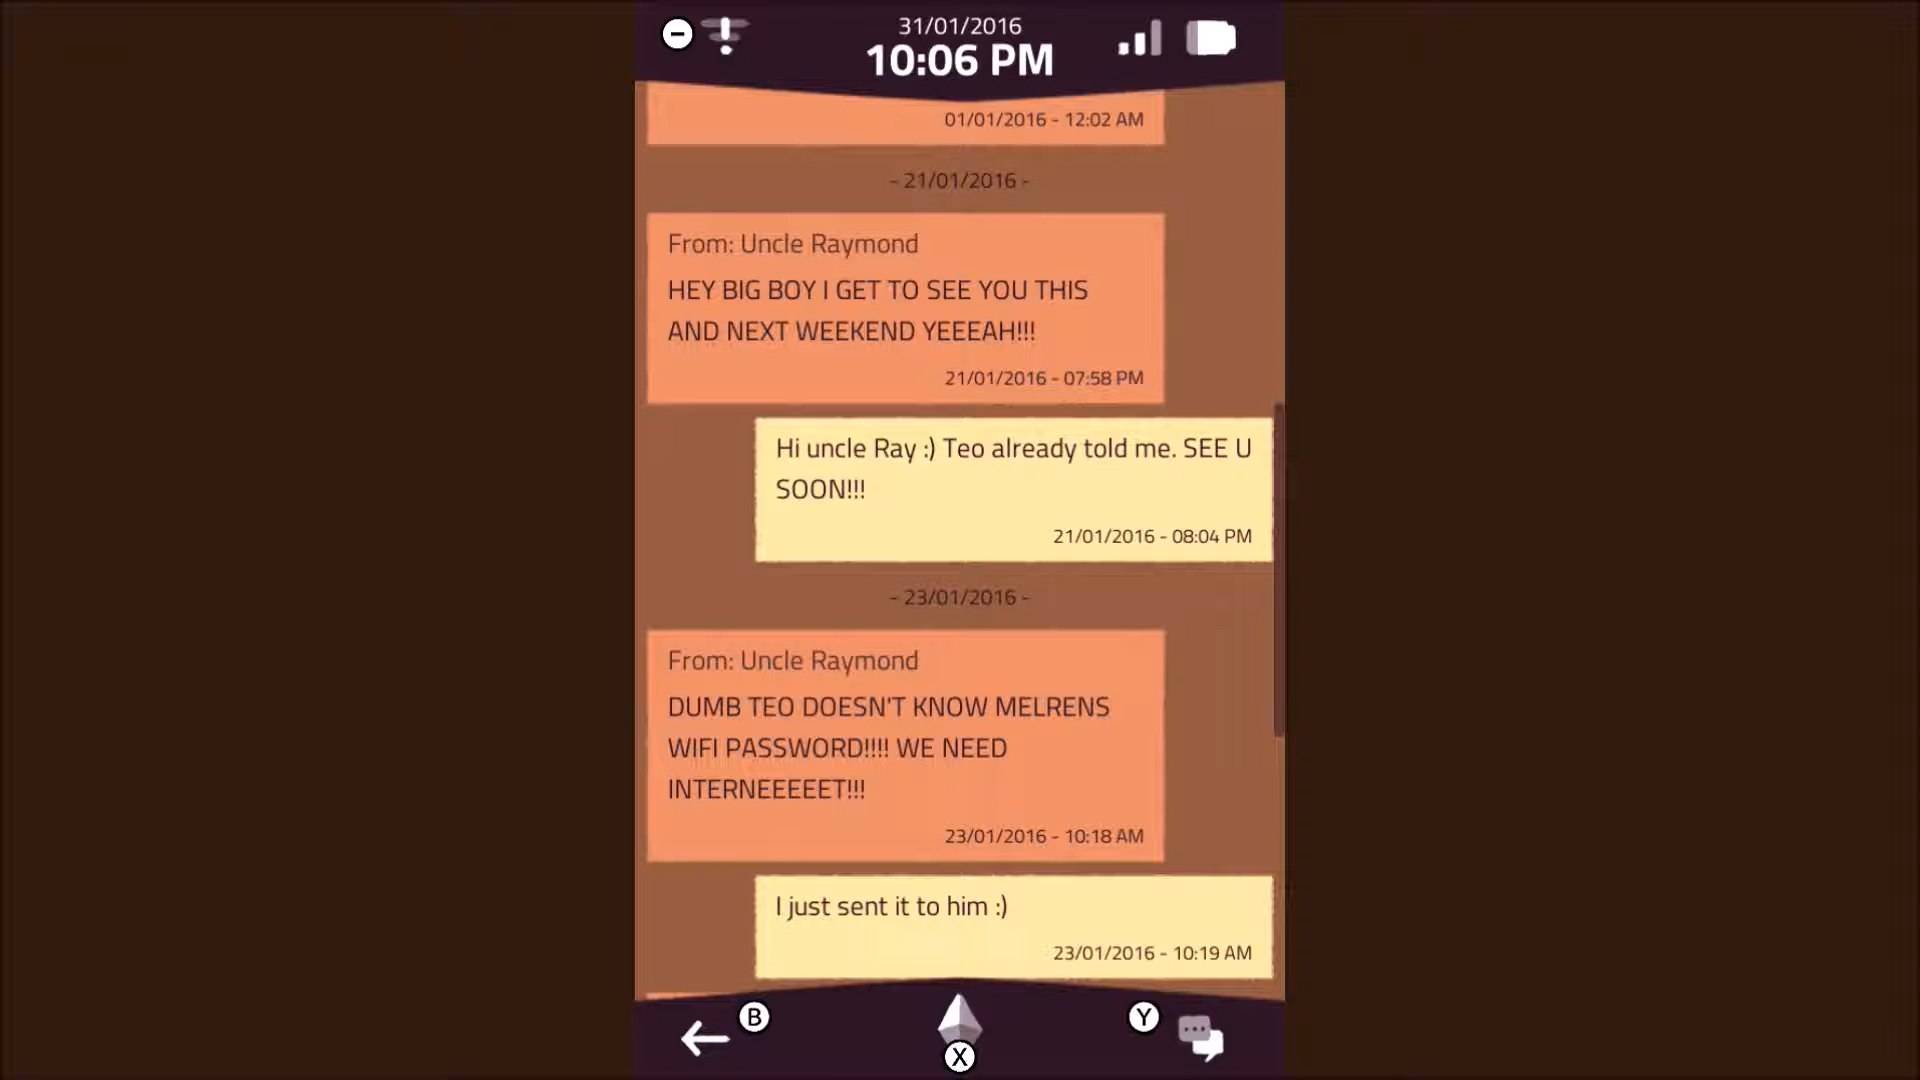 31/01/2016
10:06 PM
01/01/2016 - 12:02 AM
- 21/01/2016 -
From: Uncle Raymond
HEY BIG BOY I GET TO SEE YOU THIS
AND NEXT WEEKEND YEEEAH!!!
21/01/2016 - 07:58 PM
Hi uncle Ray :) Teo already told me. SEE U
SOON!!!
21/01/2016 - 08:04 PM
- 23/01/2016 -
From: Uncle Raymond
DUMB TEO DOESN'T KNOW MELRENS
WIFI PASSWORD!!!! WE NEED
INTERNEEEEET!!!
23/01/2016 - 10:18 AM
I just sent it to him :)
23/01/2016 - 10:19 AM
B
Y
X